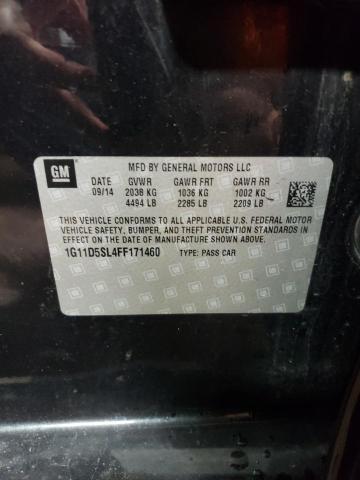 GM
MFD BY GENERAL MOTORS LLC
DATE GVWR GAWR FRT GAWR RR
09/14 2038 KG 1036 KG 1002 KG
4494 LB 2285 LB 2209 LB
THIS VEHICLE CONFORMS TO ALL APPLICABLE U.S. FEDERAL MOTOR
VEHICLE SAFETY, BUMPER, AND THEFT PREVENTION STANDARDS IN
EFFECT ON THE DATE OF MANUFACTURE SHOWN ABOVE.
1G11D5SL4FF171460 TYPE: PASS CAR